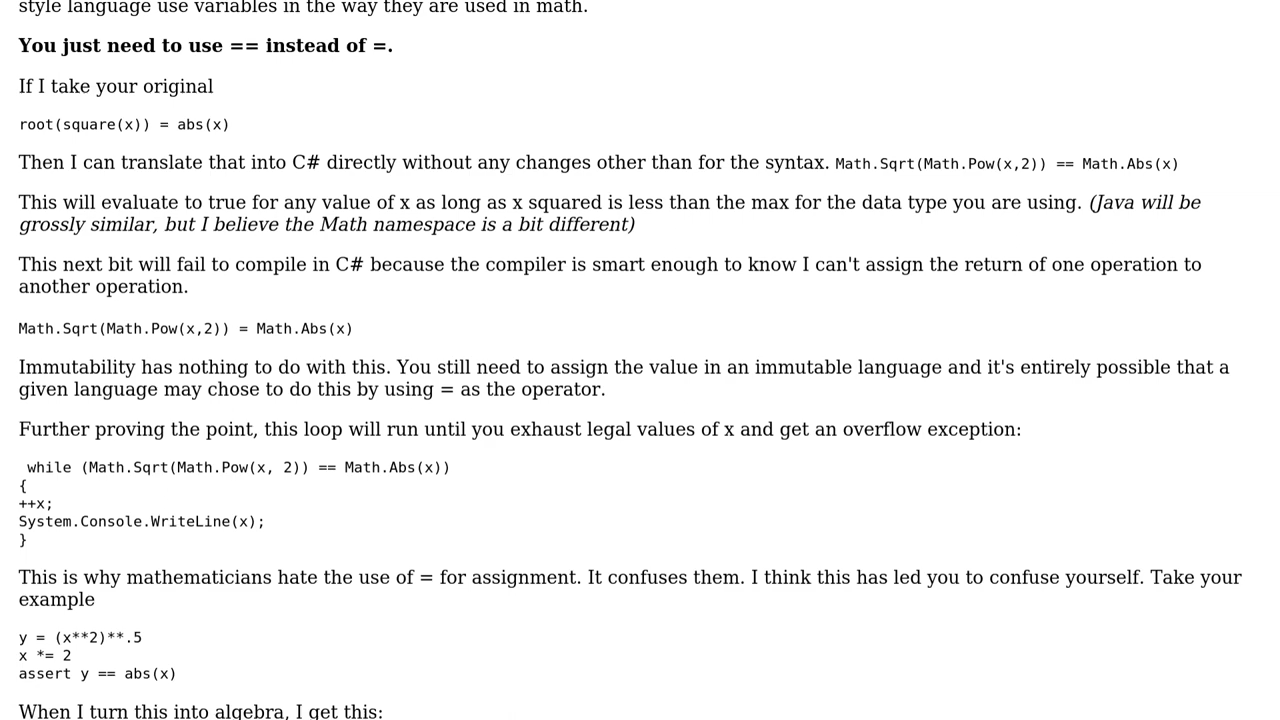 style language use variables in the way they are used in math.
You just need to use == instead of =.
If I take your original
root(square(x)) = abs(x)
Then I can translate that into C# directly without any changes other than for the syntax. Math.Sqrt(Math.Pow(x,2)) == Math.Abs(x)
This will evaluate to true for any value of x as long as x squared is less than the max for the data type you are using. (Java will be
grossly similar, but I believe the Math namespace is a bit different)
This next bit will fail to compile in C# because the compiler is smart enough to know I can't assign the return of one operation to
another operation.
Math.Sqrt(Math.Pow(x,2)) = Math.Abs(x)
Immutability has nothing to do with this. You still need to assign the value in an immutable language and it's entirely possible that a
given language may chose to do this by using = as the operator.
Further proving the point, this loop will run until you exhaust legal values of x and get an overflow exception:
while (Math.Sqrt(Math.Pow(x, 2)) == Math.Abs(x))
{
++x;
System.Console.WriteLine(x);
}
This is why mathematicians hate the use of = for assignment. It confuses them. I think this has led you to confuse yourself. Take your
example
y = (x**2)**.5
x *= 2
assert y == abs(x)
When I turn this into algebra, I get this: